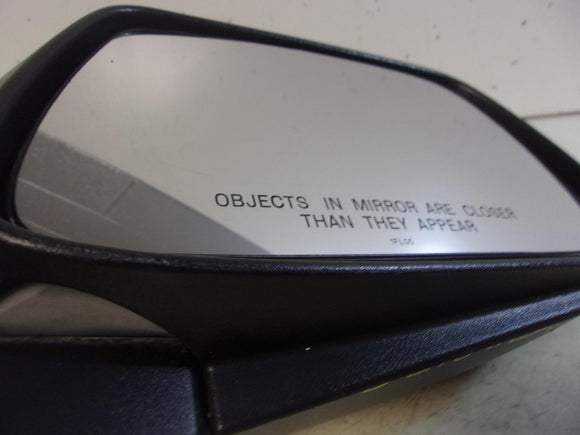 OBJECTS IN MIRROR ARE CLOSER
THAN THEY APPEAR